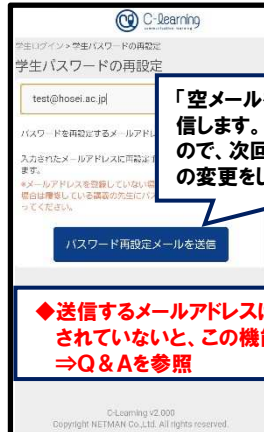 C-Learning
学生ログイン > 学生パスワードの再設定
学生パスワードの再設定
test@hosei.ac.jp
「空メール
信します。
ので、次回
の変更をし
パスワードを再設定するメールアドレ
入力されたメールアドレスに再設定
ます。
※メールアドレスを登録していない場
場合は履修している講義の先生にパス
ってください。
パスワード再設定メールを送信
◆送信するメールアドレスに
されていないと、この機能
⇒Q&Aを参照
C-Learning v2.000
Copyright NETMAN Co.,Ltd. All rights reserved.